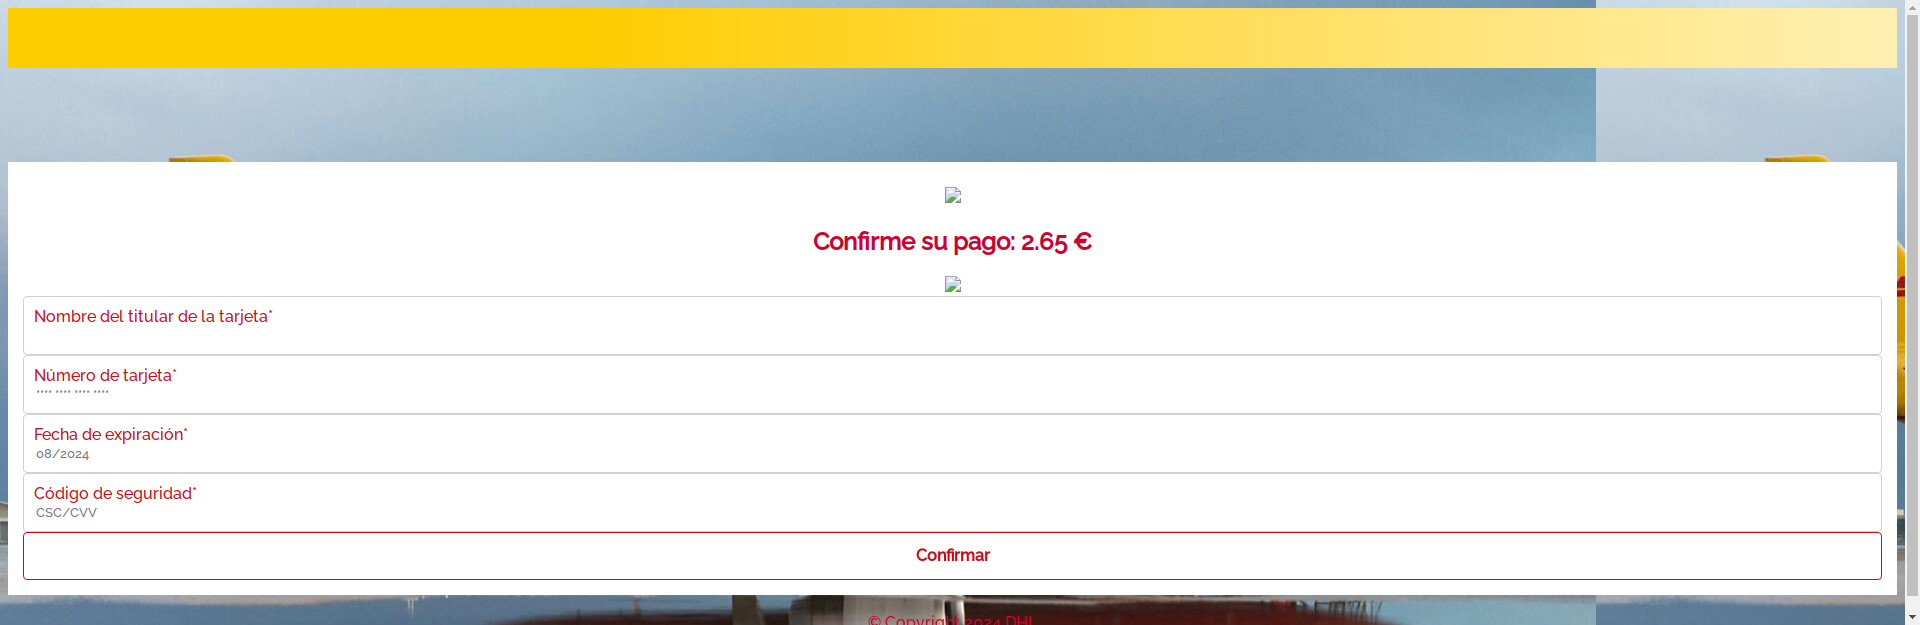 Confirme su pago: 2.65 €
Nombre del titular de la tarjeta*
Número de tarjeta*
•••• •••• •••• ••••
Fecha de expiración*
08/2024
Código de seguridad*
CSC/CVV
Confirmar
© Copyright 2024 DHL